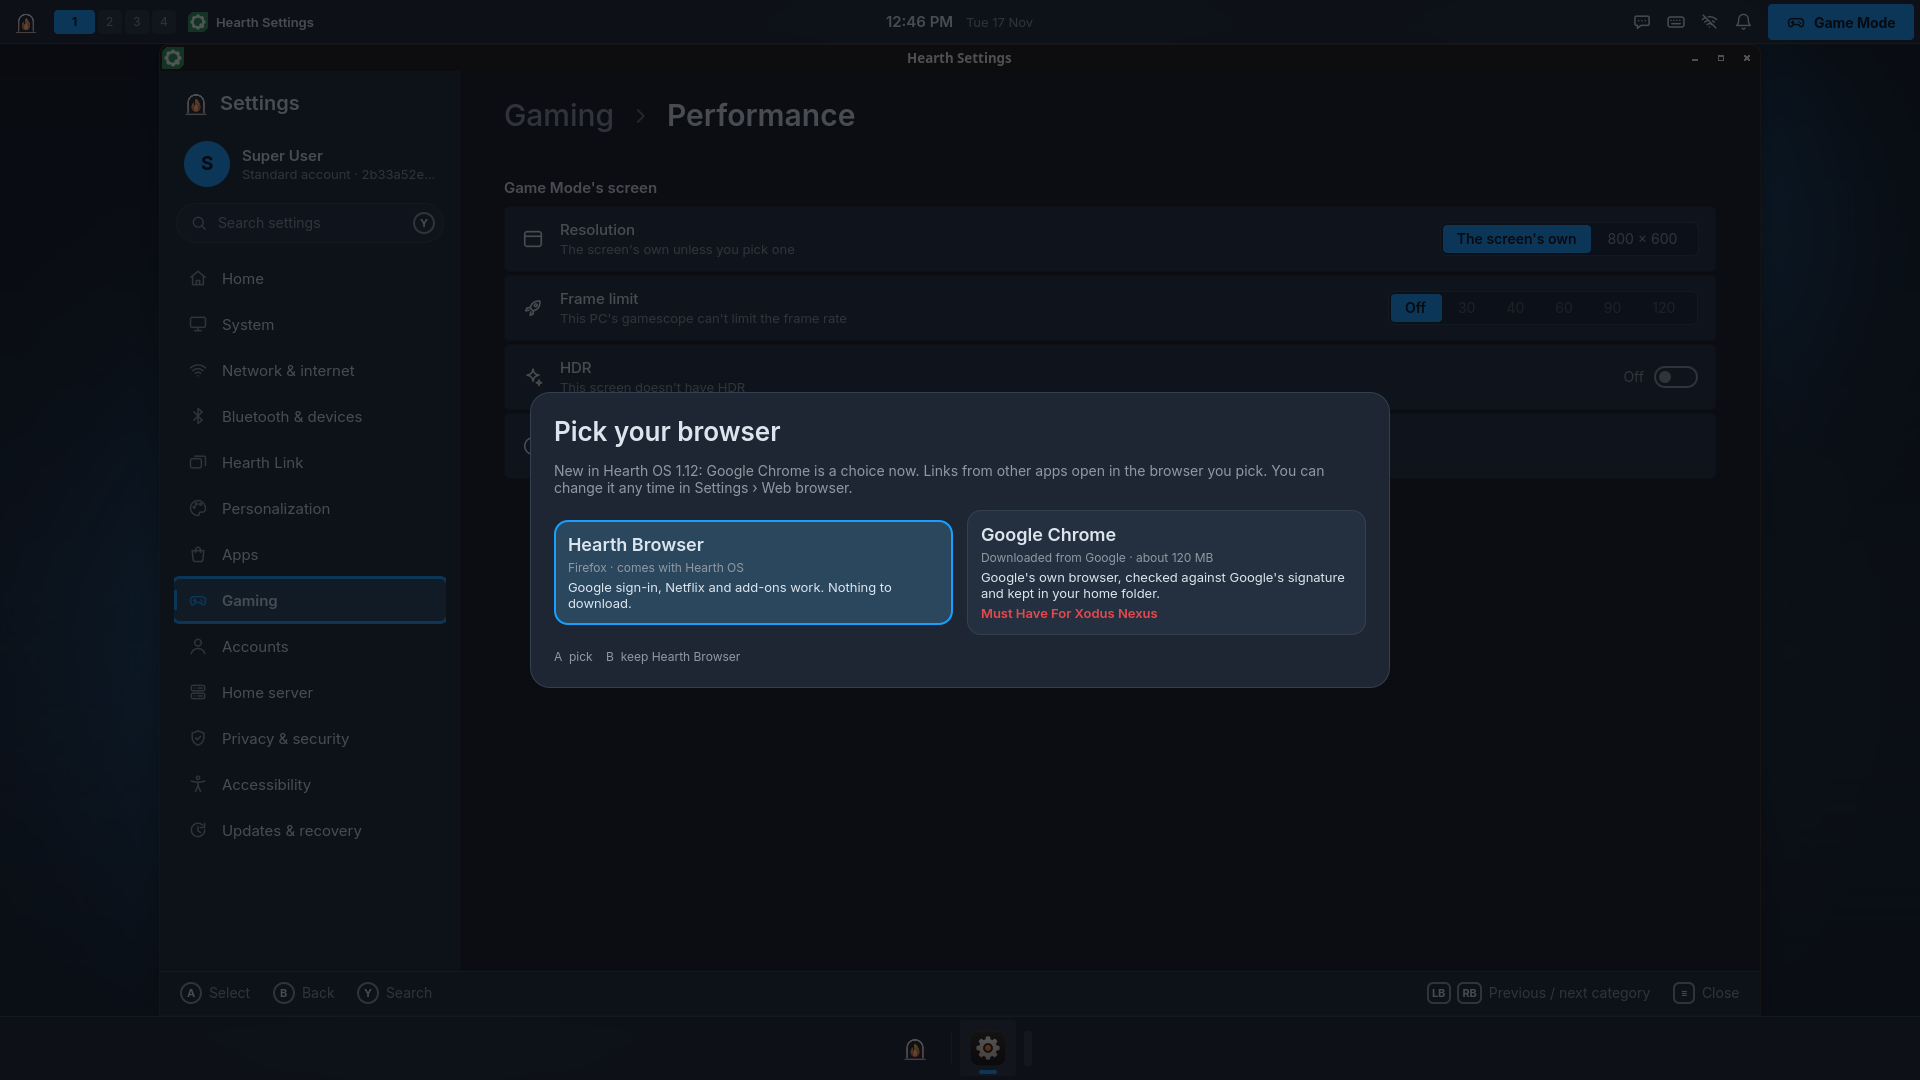 1 2 3 4 Hearth Settings
12:46 PM Tue 17 Nov
Game Mode
Hearth Settings
Settings
S
Super User
Standard account · 2b33a52e...
Search settings Y
Home
System
Network & internet
Bluetooth & devices
Hearth Link
Personalization
Apps
Gaming
Accounts
Home server
Privacy & security
Accessibility
Updates & recovery
Gaming > Performance
Game Mode's screen
Resolution
The screen's own unless you pick one
The screen's own 800 × 600
Frame limit
This PC's gamescope can't limit the frame rate
Off 30 40 60 90 120
HDR
This screen doesn't have HDR
Off
Pick your browser
New in Hearth OS 1.12: Google Chrome is a choice now. Links from other apps open in the browser you pick. You can
change it any time in Settings › Web browser.
Hearth Browser
Firefox · comes with Hearth OS
Google sign-in, Netflix and add-ons work. Nothing to
download.
Google Chrome
Downloaded from Google · about 120 MB
Google's own browser, checked against Google's signature
and kept in your home folder.
Must Have For Xodus Nexus
A pick B keep Hearth Browser
A Select B Back Y Search
LB RB Previous / next category ≡ Close